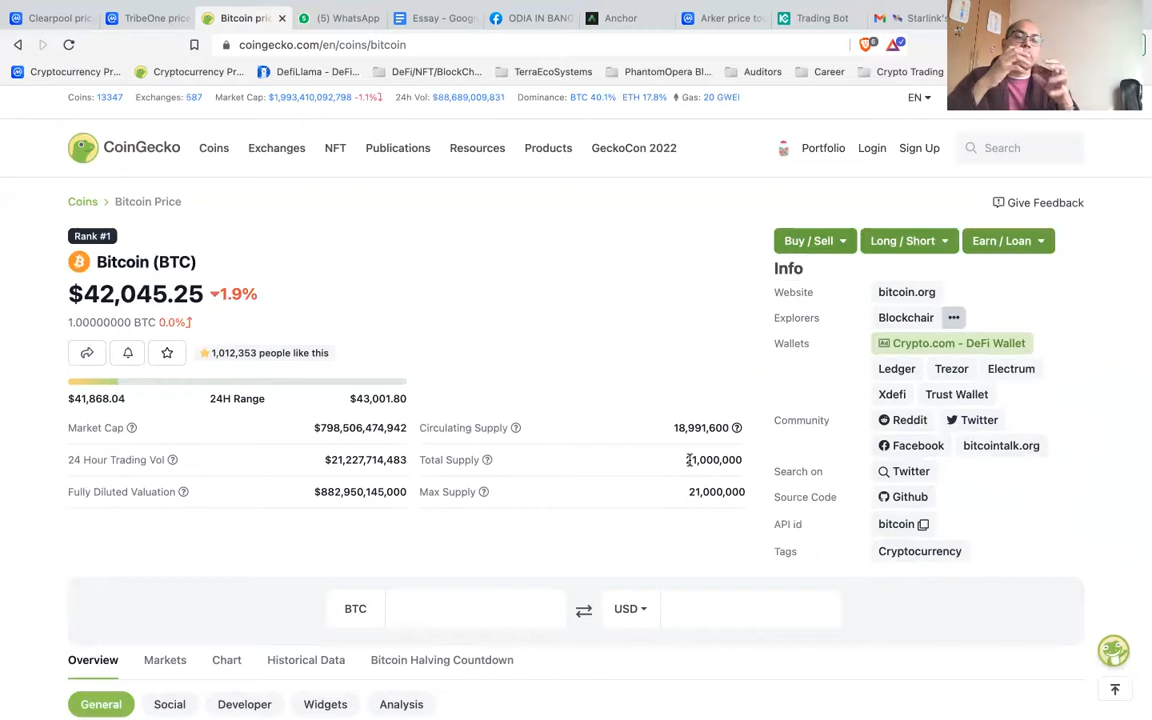 Clearpool pric
TribeOne price
Bitcoin pric
(5) WhatsApp
Essay - Goog
ODIA IN BANG
Anchor
Arker price to
Trading Bot
Starlink's
coingecko.com/en/coins/bitcoin
6
Cryptocurrency Pr...
Cryptocurrency Pr...
DefiLlama - DeFi...
DeFi/NFT/BlockCh...
TerraEcoSystems
PhantomOpera Bl...
Auditors
Career
Crypto Trading
Coins: 13347
Exchanges: 587
Market Cap: $1,993,410,092,798 -1.1%
24h Vol: $88,689,009,831
Dominance: BTC 40.1% ETH 17.8%
Gas: 20 GWEI
EN
CoinGecko
Coins
Exchanges
NFT
Publications
Resources
Products
GeckoCon 2022
Portfolio
Login
Sign Up
Search
Coins > Bitcoin Price
Give Feedback
Rank #1
Bitcoin (BTC)
$42,045.25 1.9%
1.00000000 BTC 0.0%
1,012,353 people like this
$41,868.04
24H Range
$43,001.80
Market Cap
$798,506,474,942
24 Hour Trading Vol
$21,227,714,483
Fully Diluted Valuation
$882,950,145,000
Circulating Supply
18,991,600
Total Supply
21,000,000
Max Supply
21,000,000
Buy / Sell
Long / Short
Earn / Loan
Info
Website
bitcoin.org
Explorers
Blockchair
Wallets
Ad Crypto.com - DeFi Wallet
Ledger
Trezor
Electrum
Xdefi
Trust Wallet
Community
Reddit
Twitter
Facebook
bitcointalk.org
Search on
Twitter
Source Code
Github
API id
bitcoin
Tags
Cryptocurrency
BTC
USD
Overview
Markets
Chart
Historical Data
Bitcoin Halving Countdown
General
Social
Developer
Widgets
Analysis